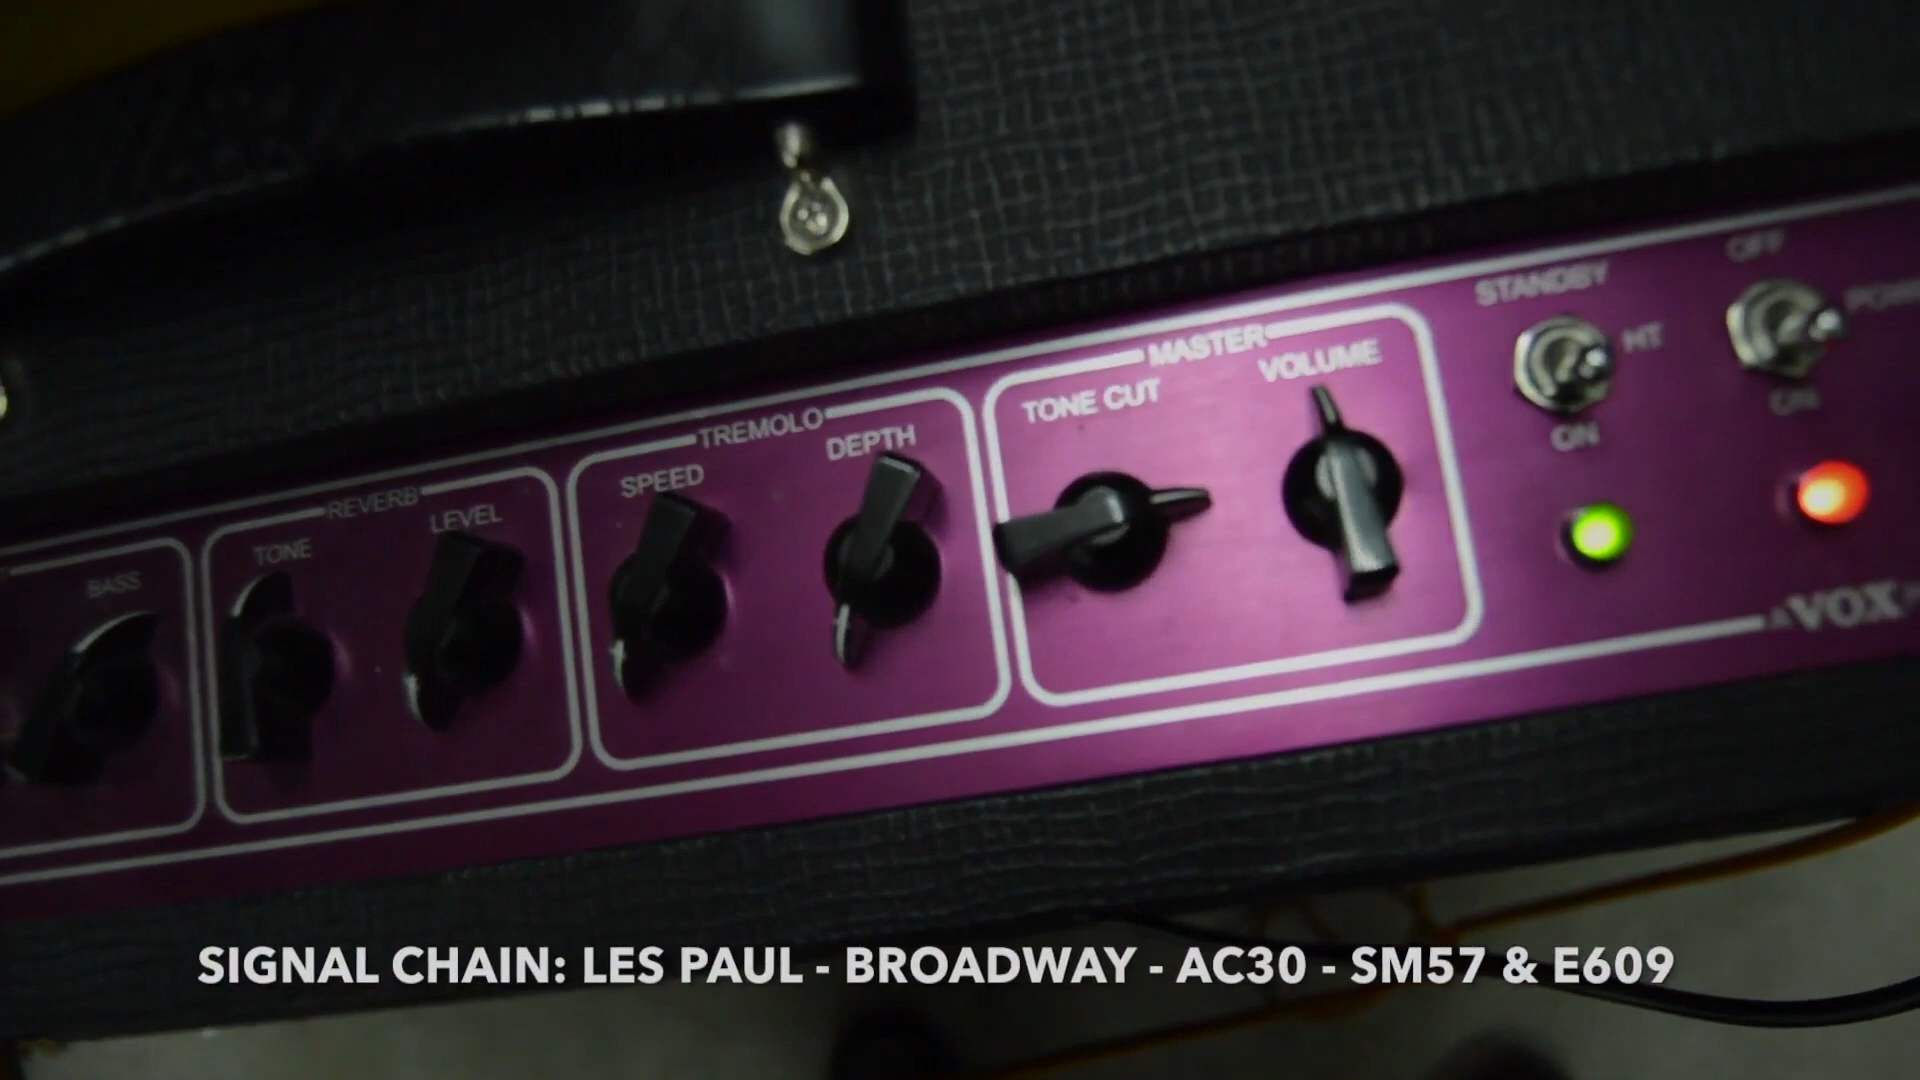 OFF
STANDBY
HT
ON
ON
MASTER
TONE CUT
VOLUME
TREMOLO
SPEED
DEPTH
REVERB
TONE
LEVEL
BASS
VOX
SIGNAL CHAIN: LES PAUL - BROADWAY - AC30 - SM57 & E609